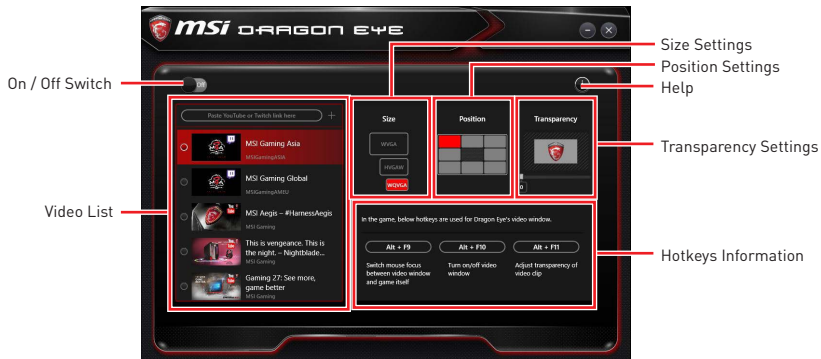 msi DRAGON EYE
Size Settings
Position Settings
On / Off Switch
Off
Help
Paste YouTube or Twitch link here
MSI Gaming Asia
MSIGamingASIA
MSI Gaming Global
MSIGamingAMEU
MSI Aegis – #HarnessAegis
MSI Gaming
This is vengeance. This is
the night. – Nightblade...
MSI Gaming
Gaming 27: See more,
game better
MSI Gaming
Video List
Size
WVGA
HVGAW
WQVGA
Position
Transparency
0
Transparency Settings
In the game, below hotkeys are used for Dragon Eye's video window.
Alt + F9
Switch mouse focus
between video window
and game itself
Alt + F10
Turn on/off video
window
Alt + F11
Adjust transparency of
video clip
Hotkeys Information